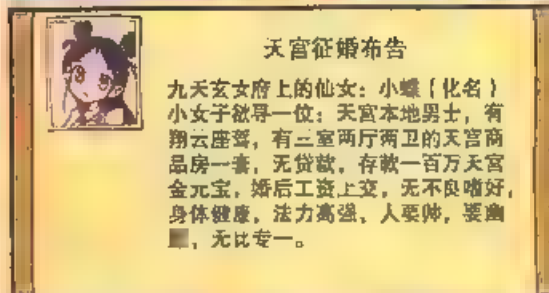 天宫征婚布告
九天玄女府上的仙女：小蝶{化名}
小女子欲寻一位：天宫本地男士，有
翔云座驾，有三室两厅两卫的天宫商
品房一套，无贷款，存款一百万天宫
金元宝，婚后工资上交，无不良嗜好，
身体健康，法力高强、人要帅，要幽
，无比专一。